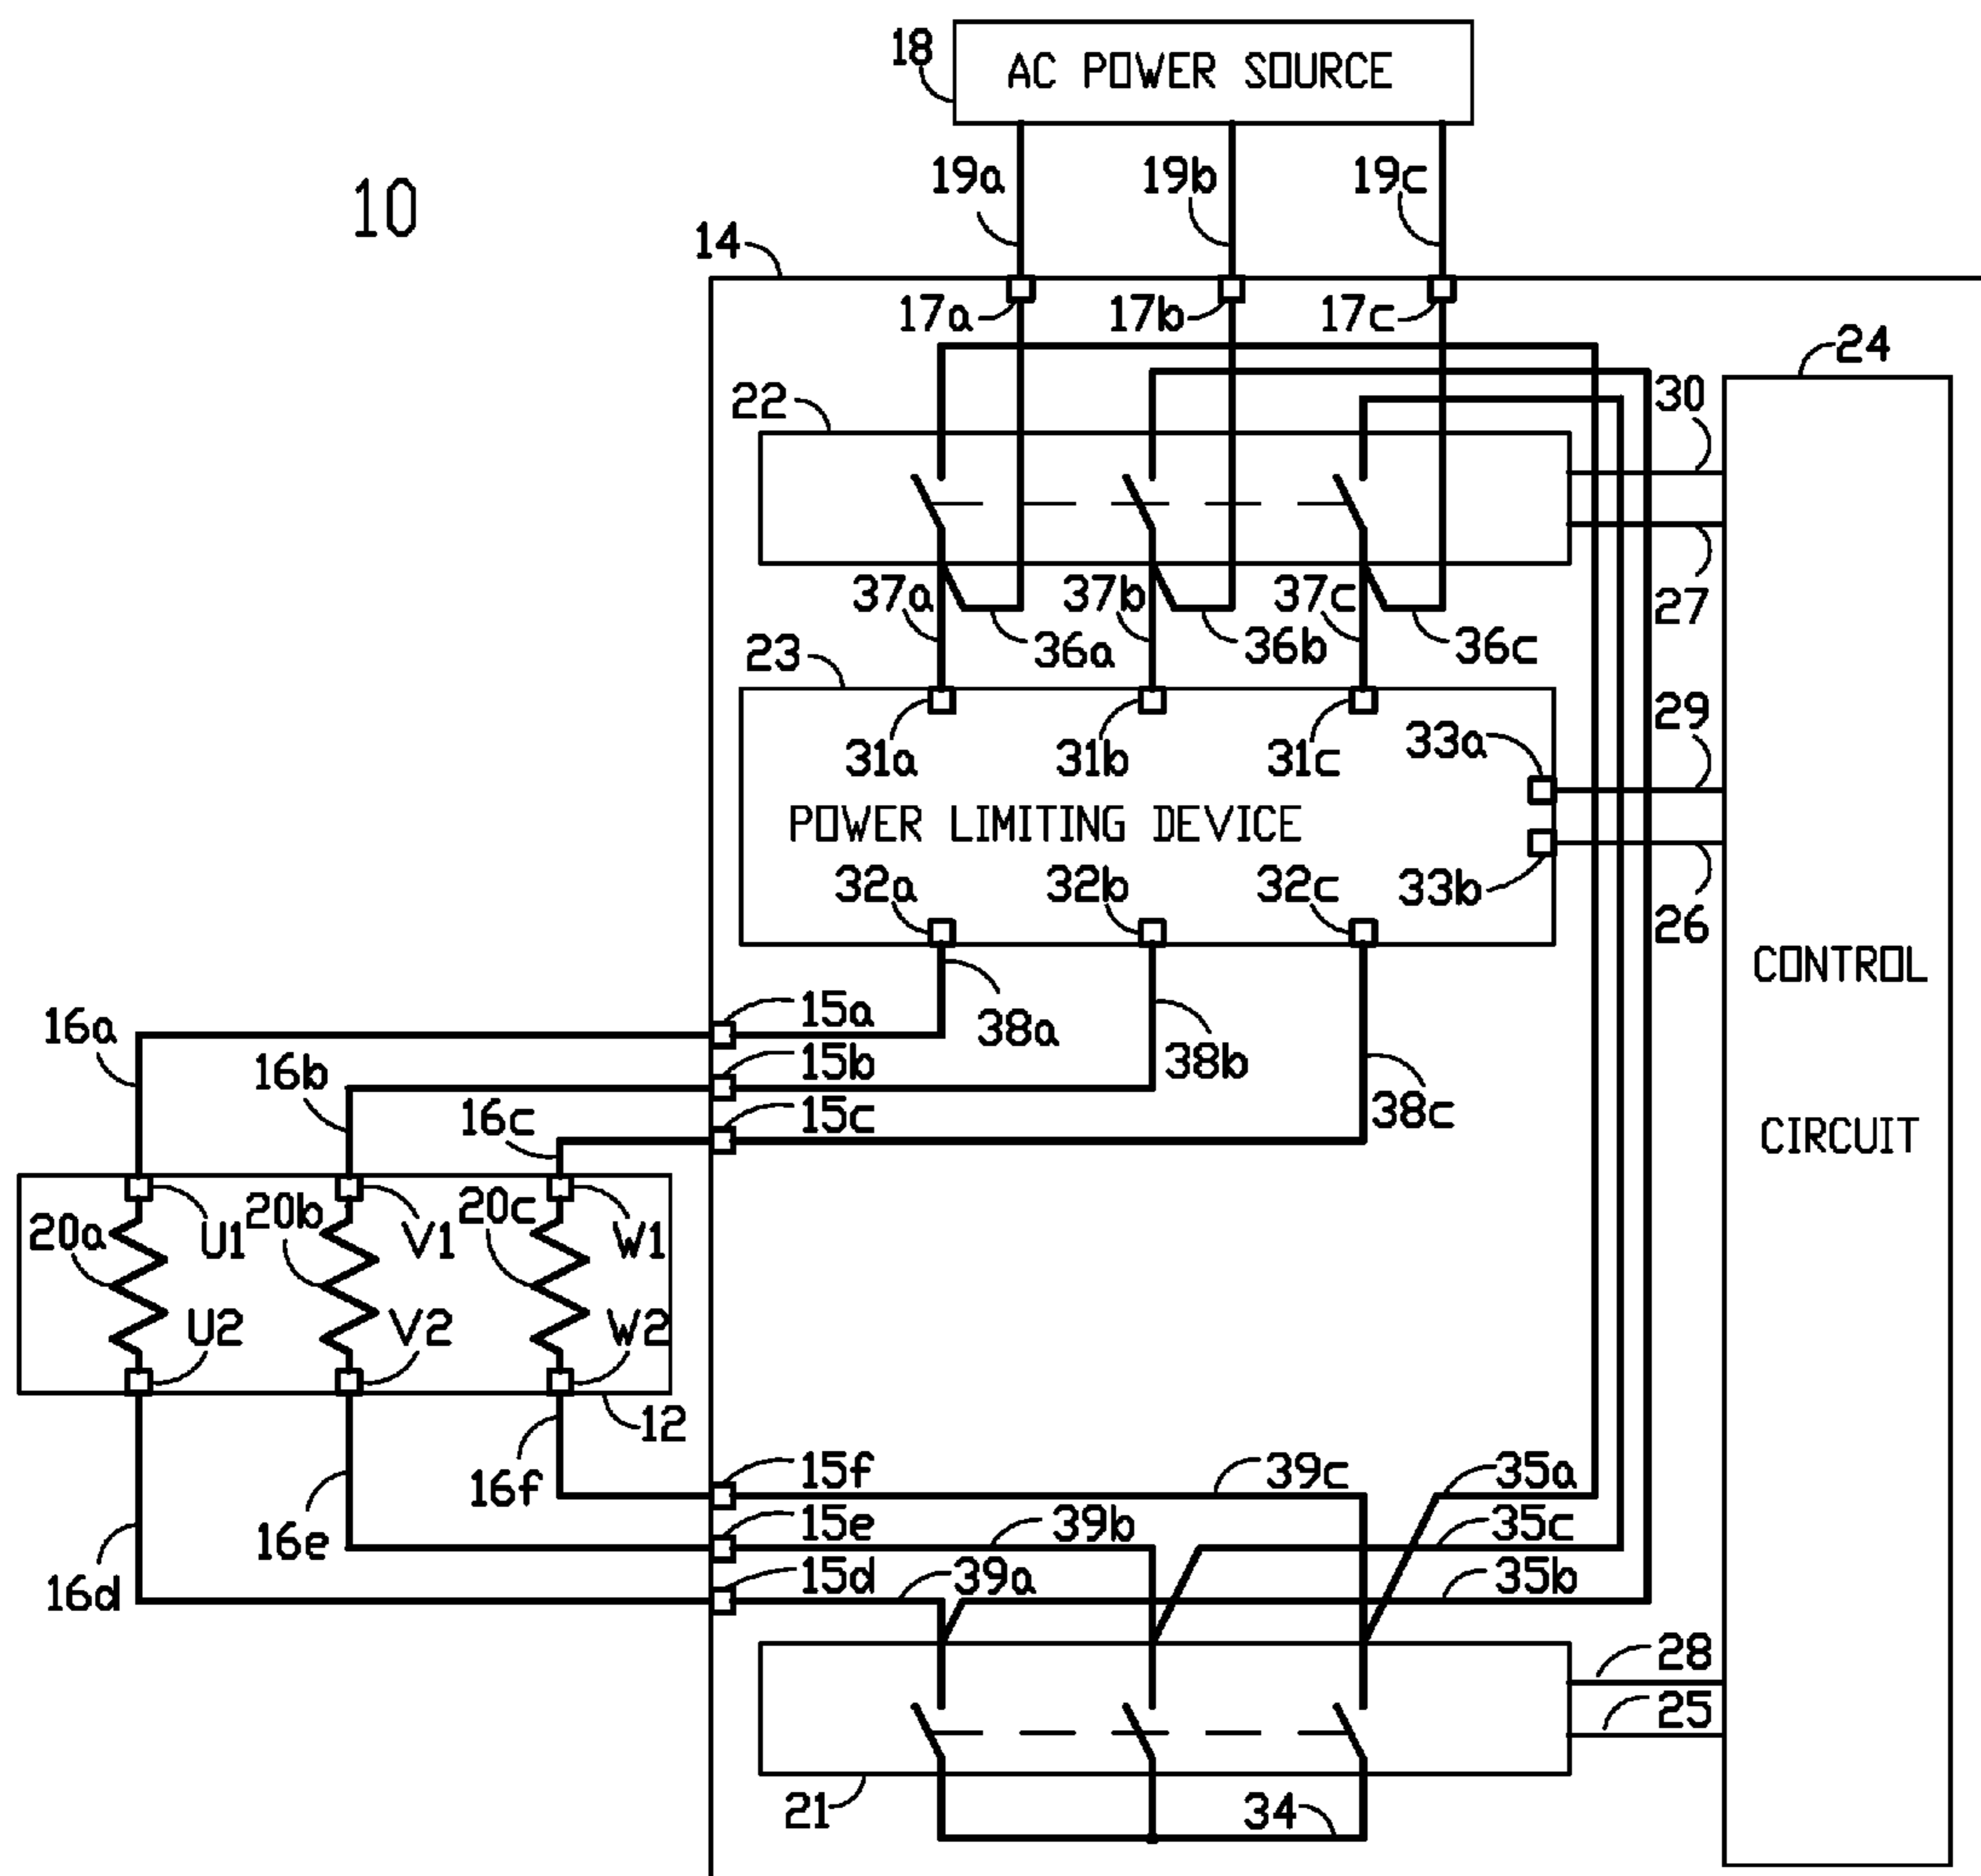 18
AC POWER SOURCE
19a
19b
19c
10
14
17a
17b
17c
24
22
30
27
37a
37b
37c
36a
36b
36c
23
29
31a
31b
31c
33a
POWER LIMITING DEVICE
32a
32b
32c
33b
26
CONTROL
CIRCUIT
16a
15a
38a
16b
15b
38b
16c
15c
38c
20a
U1
20b
V1
20c
W1
U2
V2
W2
12
15f
39c
35a
16f
15e
39b
35c
16e
15d
39a
35b
16d
28
25
21
34